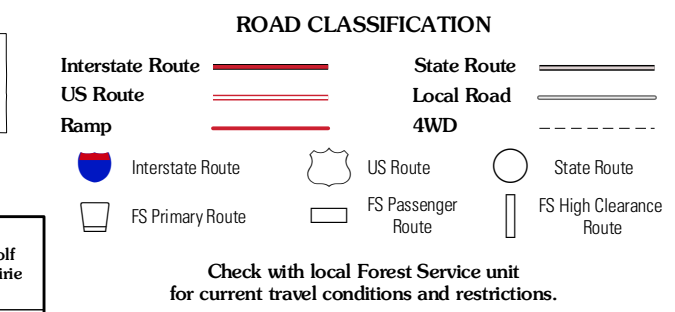 ROAD CLASSIFICATION
Interstate Route
State Route
US Route
Local Road
Ramp
4WD
Interstate Route
US Route
State Route
FS Primary Route
FS Passenger
Route
FS High Clearance
Route
Check with local Forest Service unit
for current travel conditions and restrictions.